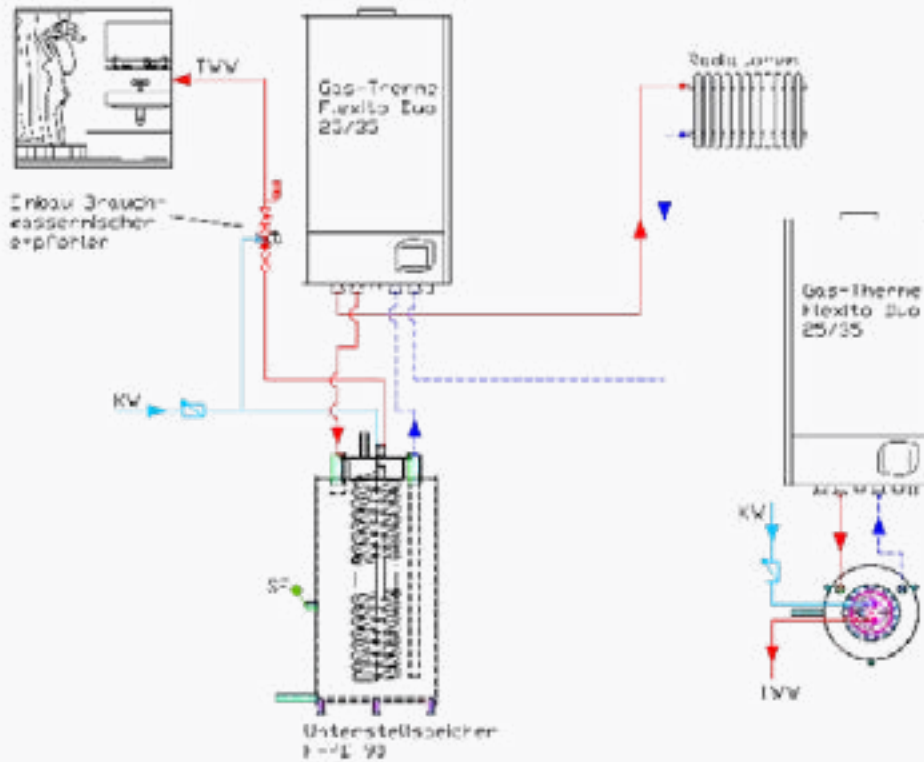 TWW
Gas-Therme
Flexito Duo
25/35
Radiatoren
Einbau Brauch-
wassermischer
empfohlen
Gas-Therme
Flexito Duo
25/35
KW
KW
SF
TWW
Unterstellspeicher